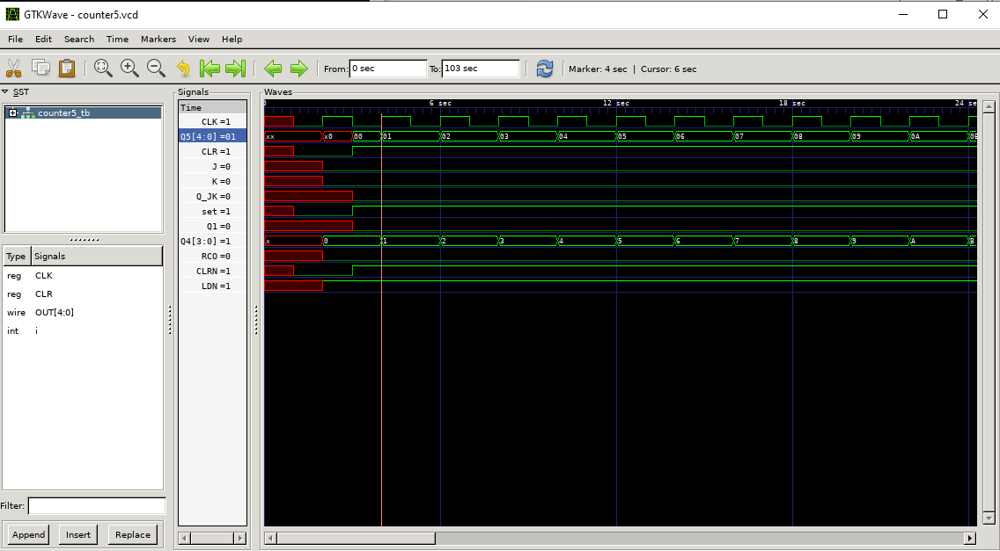 GTKWave - counter5.vcd
File Edit Search Time Markers View Help
From: 0 sec To: 103 sec Marker: 4 sec | Cursor: 6 sec
SST
counter5_tb
Type Signals
reg CLK
reg CLR
wire OUT[4:0]
int i
Filter:
Append Insert Replace
Signals
Time
CLK =1
Q5[4:0] =01
CLR =1
J =0
K =0
Q_JK =0
set =1
Q1 =0
Q4[3:0] =1
RCO =0
CLRN =1
LDN =1
Waves
0 6 sec 12 sec 18 sec 24 se
xx x0 00 01 02 03 04 05 06 07 08 09 0A 0B
x 0 1 2 3 4 5 6 7 8 9 A B